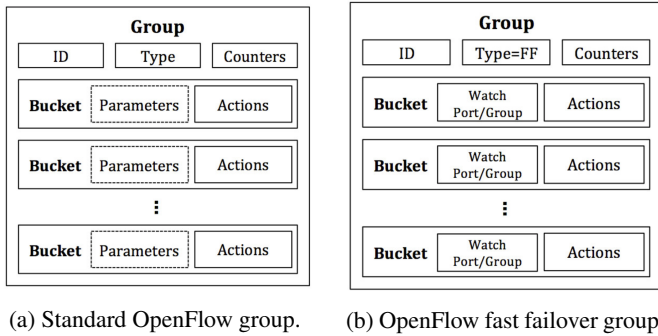 Group
ID Type Counters
Bucket Parameters Actions
Bucket Parameters Actions
⋮
Bucket Parameters Actions
(a) Standard OpenFlow group.
Group
ID Type=FF Counters
Bucket Watch
Port/Group Actions
Bucket Watch
Port/Group Actions
⋮
Bucket Watch
Port/Group Actions
(b) OpenFlow fast failover group